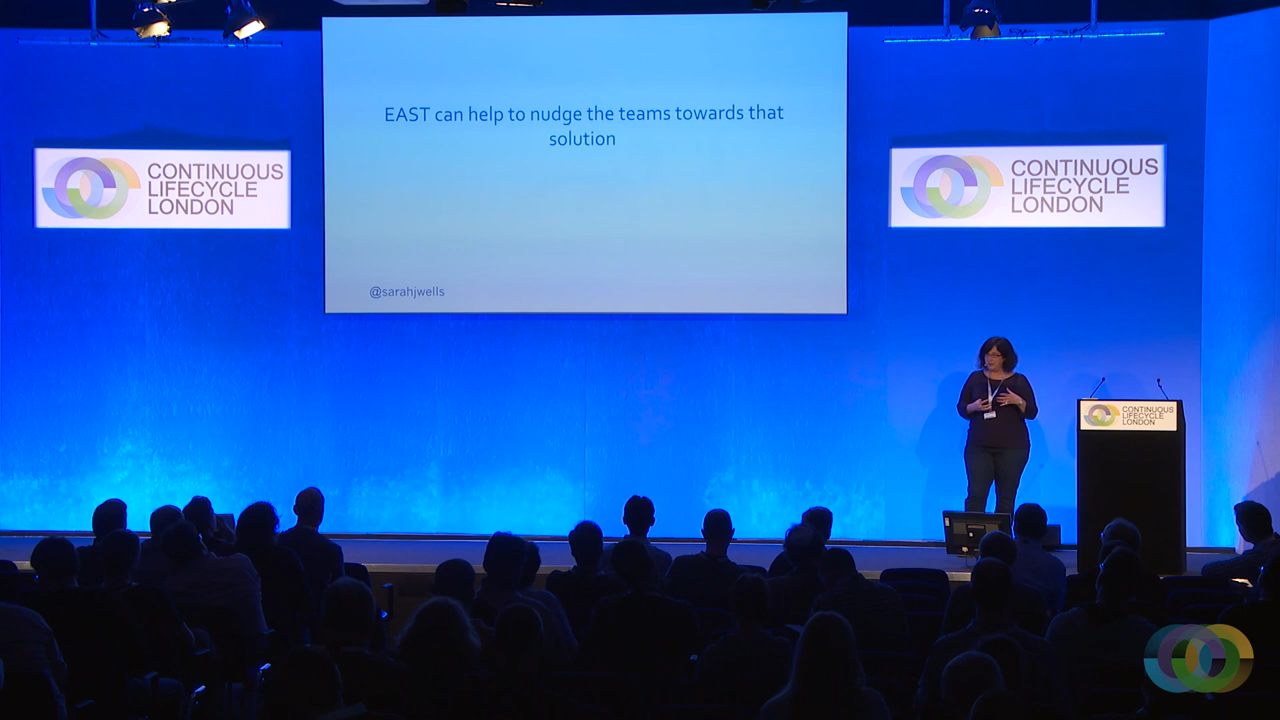 EAST can help to nudge the teams towards that
solution
@sarahjwells
CONTINUOUS
LIFECYCLE
LONDON
CONTINUOUS
LIFECYCLE
LONDON
CONTINUOUS
LIFECYCLE
LONDON